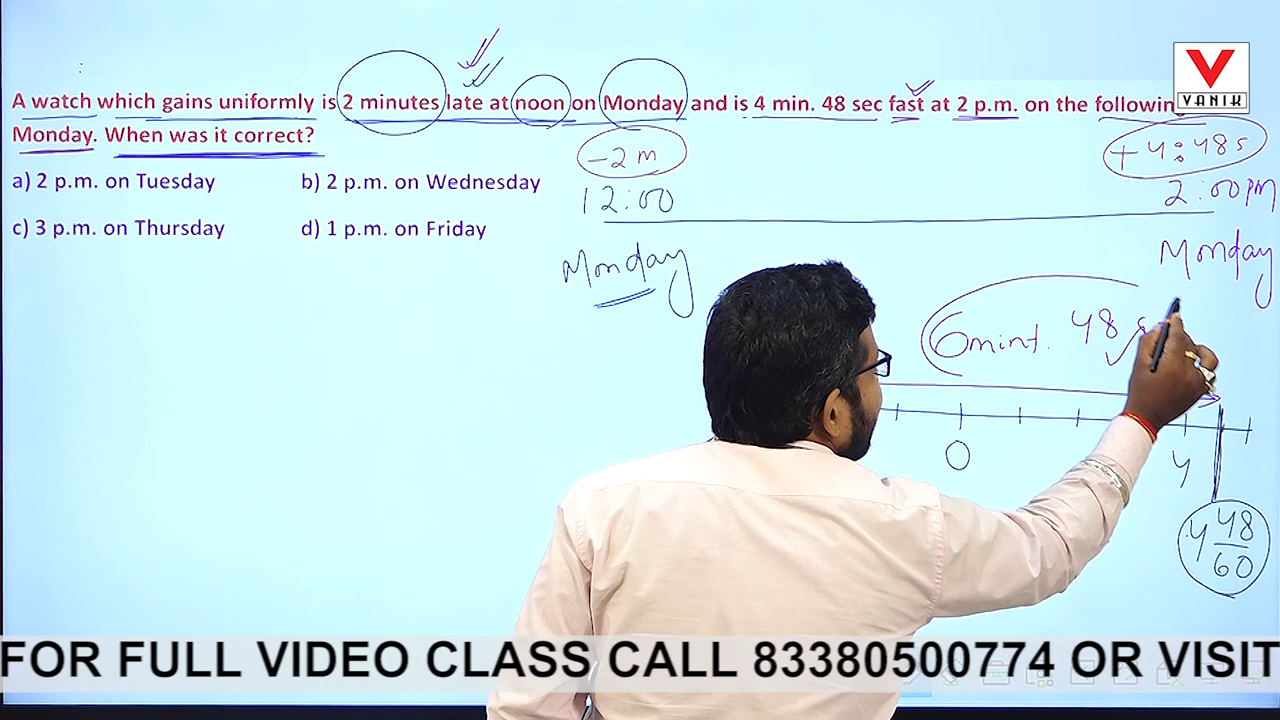 A watch which gains uniformly is 2 minutes late at noon on Monday and is 4 min. 48 sec fast at 2 p.m. on the followin
Monday. When was it correct?
a) 2 p.m. on Tuesday b) 2 p.m. on Wednesday
c) 3 p.m. on Thursday d) 1 p.m. on Friday
V
VANIK
-2 m
+ 4: 48 s
12:00
2:00 PM
Monday
Monday
6 mint. 48
0
4
4 48/60
FOR FULL VIDEO CLASS CALL 83380500774 OR VISIT